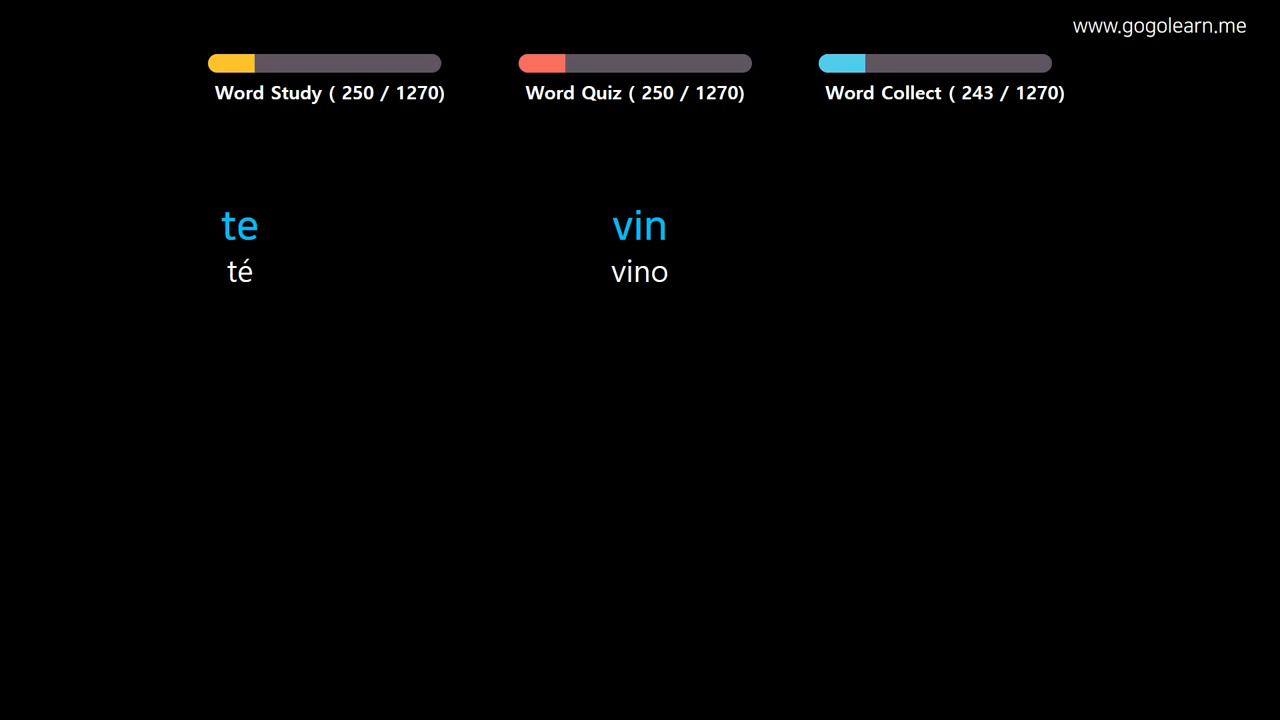 www.gogolearn.me
Word Study ( 250 / 1270)
Word Quiz ( 250 / 1270)
Word Collect ( 243 / 1270)
te
vin
té
vino